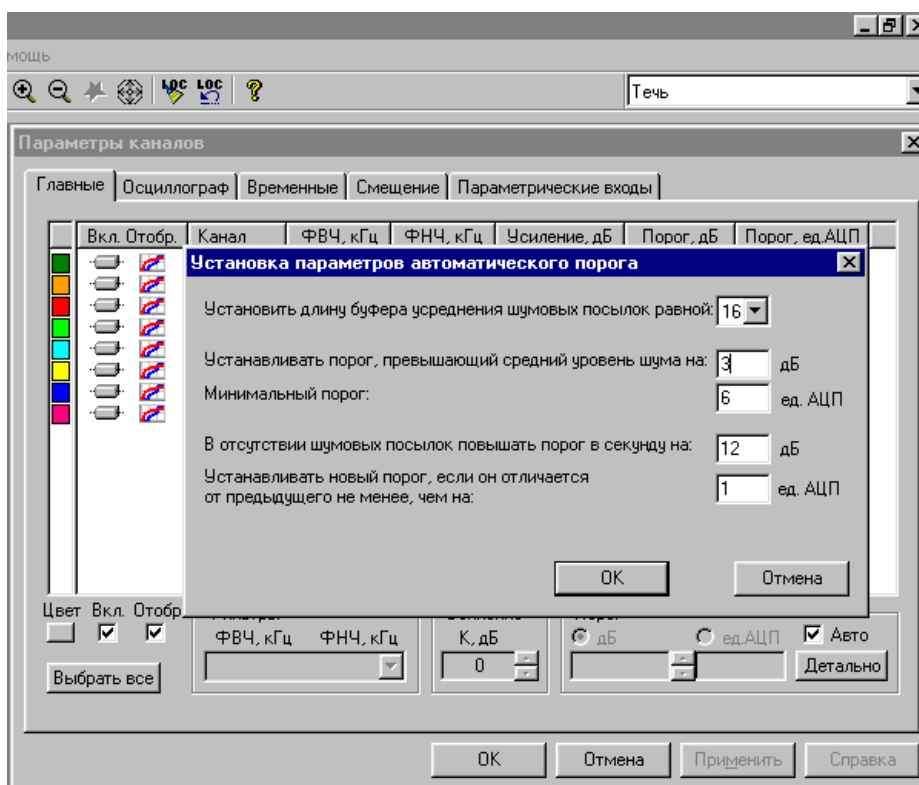 мощь
LOC LOC ? Течь
Параметры каналов
Главные Осциллограф Временные Смещение Параметрические входы
Вкл. Отобр. Канал ФВЧ, кГц ФНЧ, кГц Усиление, дБ Порог, дБ Порог, ед.АЦП
Установка параметров автоматического порога
Установить длину буфера усреднения шумовых посылок равной: 16
Устанавливать порог, превышающий средний уровень шума на: 3 дБ
Минимальный порог: 6 ед. АЦП
В отсутствии шумовых посылок повышать порог в секунду на: 12 дБ
Устанавливать новый порог, если он отличается
от предыдущего не менее, чем на: 1 ед. АЦП
OK Отмена
Цвет Вкл. Отобр
ФВЧ, кГц ФНЧ, кГц К, дБ дБ ед.АЦП Авто
0
Выбрать все Детально
OK Отмена Применить Справка